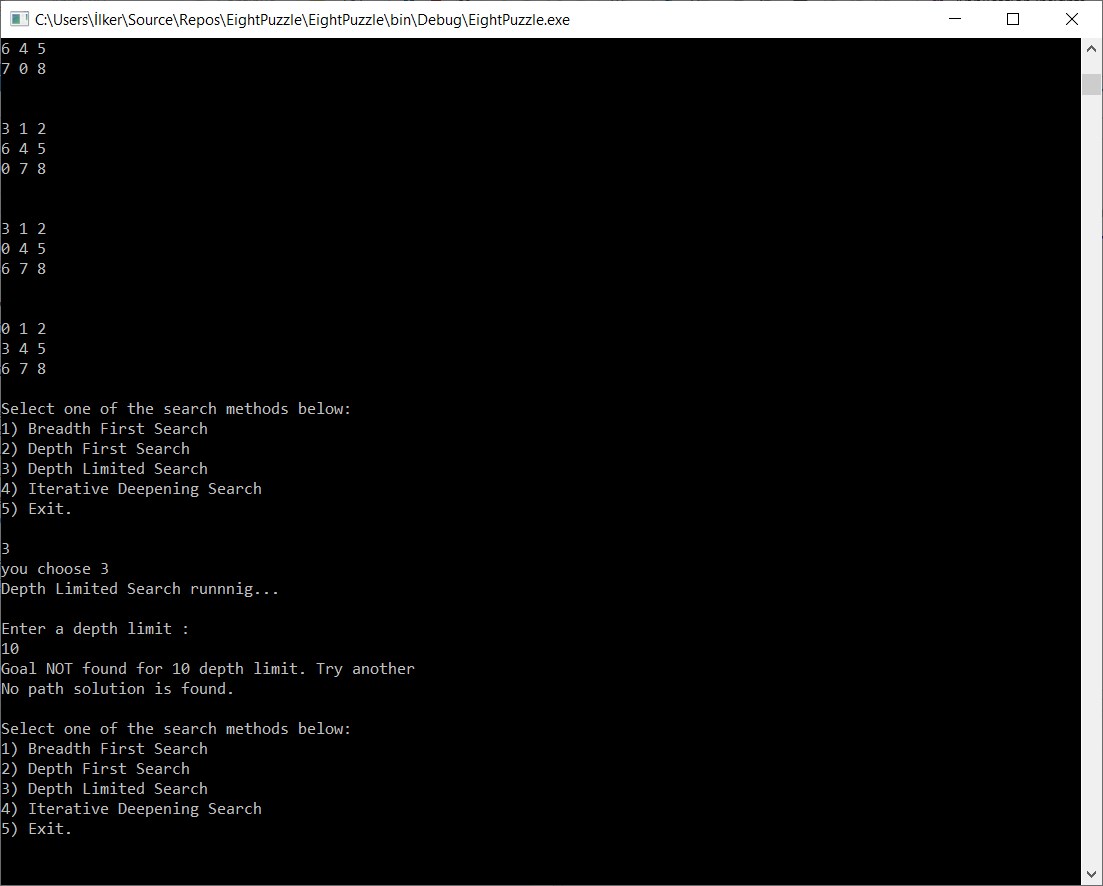 C:\Users\İlker\Source\Repos\EightPuzzle\EightPuzzle\bin\Debug\EightPuzzle.exe
6 4 5
7 0 8
3 1 2
6 4 5
0 7 8
3 1 2
0 4 5
6 7 8
0 1 2
3 4 5
6 7 8
Select one of the search methods below:
1) Breadth First Search
2) Depth First Search
3) Depth Limited Search
4) Iterative Deepening Search
5) Exit.
3
you choose 3
Depth Limited Search runnnig...
Enter a depth limit :
10
Goal NOT found for 10 depth limit. Try another
No path solution is found.
Select one of the search methods below:
1) Breadth First Search
2) Depth First Search
3) Depth Limited Search
4) Iterative Deepening Search
5) Exit.